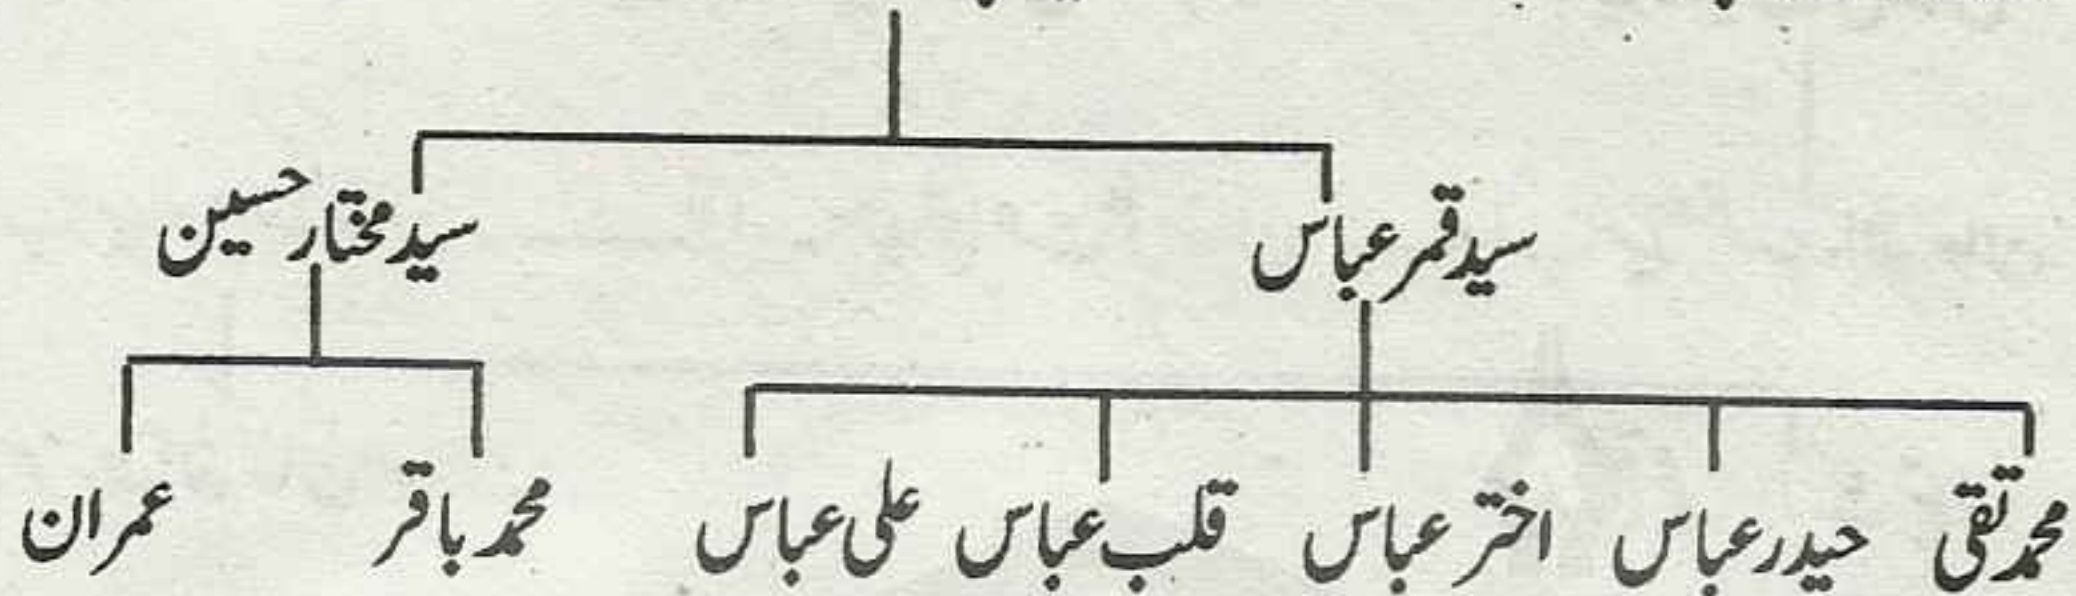 سید قمر عباس سید مختار حسین
محمد تقی حیدر عباس اختر عباس قلب عباس علی عباس محمد باقر عمران